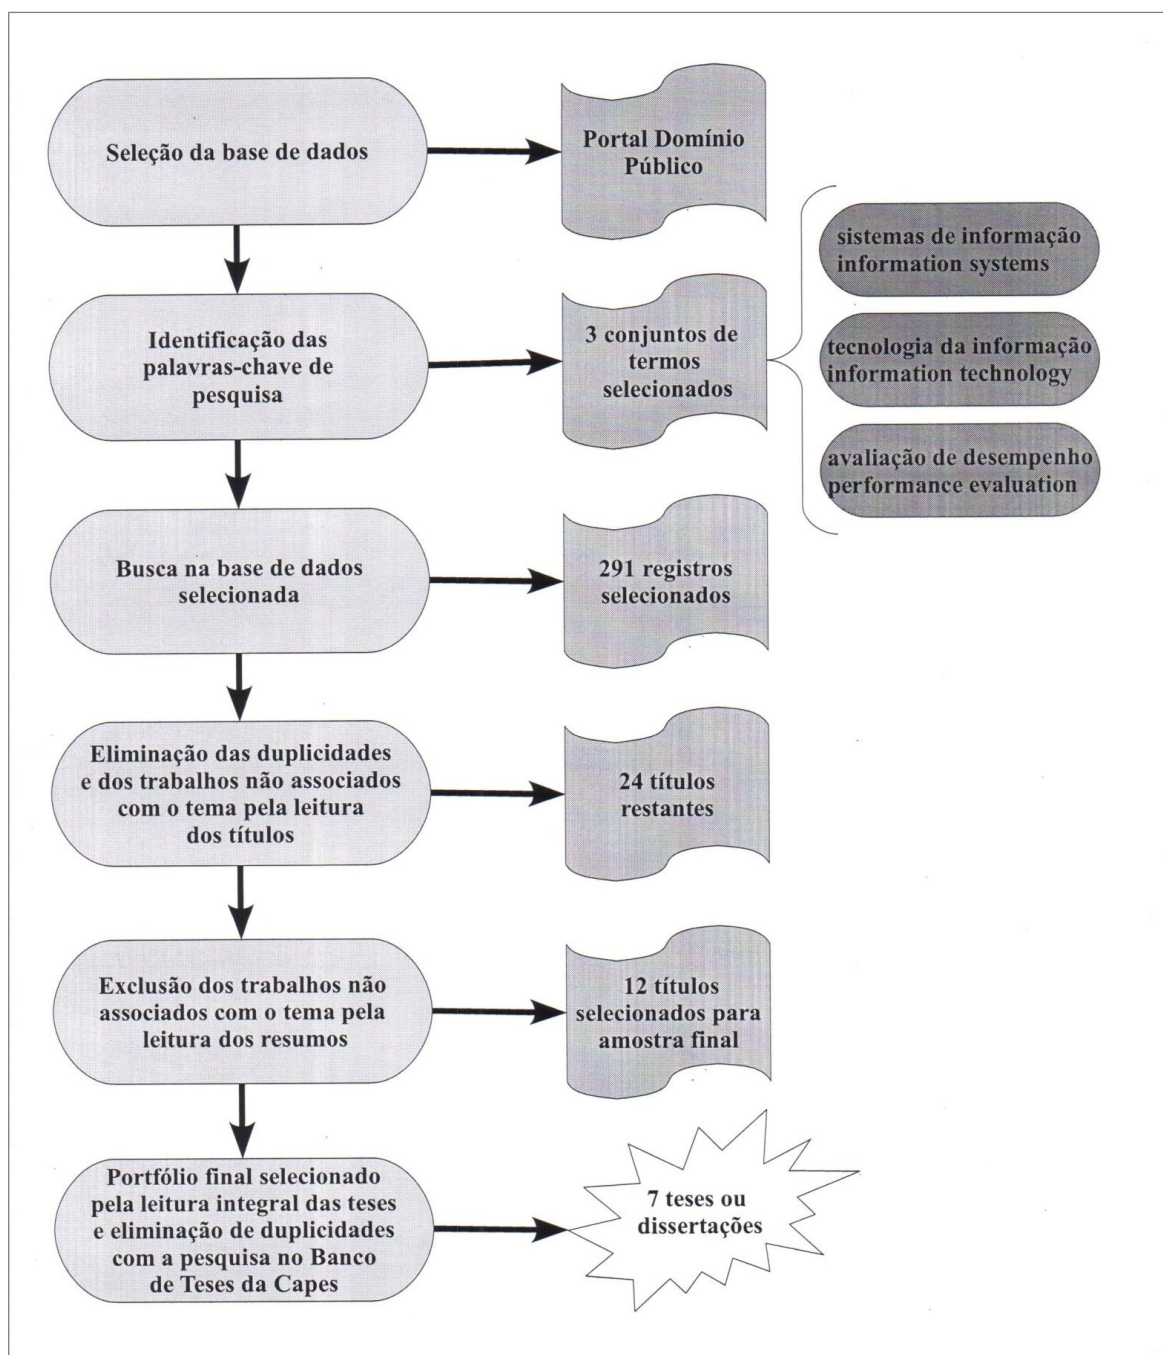 Seleção da base de dados
Portal Domínio
Público
Identificação das
palavras-chave de
pesquisa
3 conjuntos de
termos
selecionados
sistemas de informação
information systems
tecnologia da informação
information technology
avaliação de desempenho
performance evaluation
Busca na base de dados
selecionada
291 registros
selecionados
Eliminação das duplicidades
e dos trabalhos não associados
com o tema pela leitura
dos títulos
24 títulos
restantes
Exclusão dos trabalhos não
associados com o tema pela
leitura dos resumos
12 títulos
selecionados para
amostra final
Portfólio final selecionado
pela leitura integral das teses
e eliminação de duplicidades
com a pesquisa no Banco
de Teses da Capes
7 teses ou
dissertações